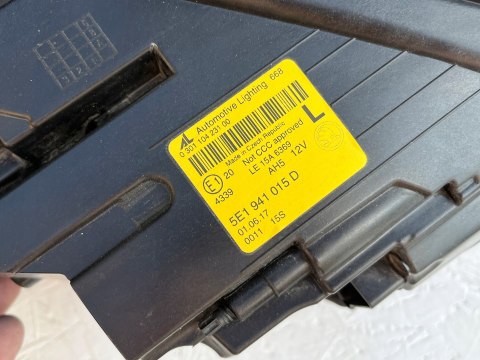 AL Automotive Lighting 668
0 301 104 231 00
Made in Czech Republic
Not CCC approved
L
E1 20
LE 15A 6369
4339
AHS 12V
5E1 941 015 D
01.06.17
0011 15S